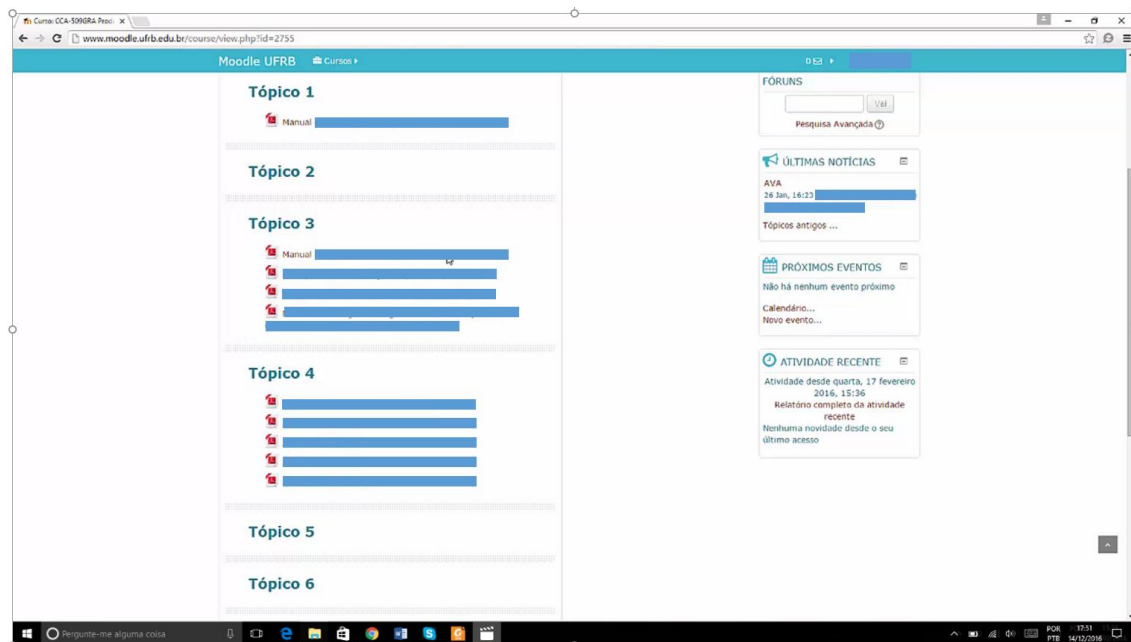 Curso: CCA-509GRA Prod
www.moodle.ufrb.edu.br/course/view.php?id=2755
Moodle UFRB Cursos
0
Tópico 1
Manual
Tópico 2
Tópico 3
Manual
Tópico 4
Tópico 5
Tópico 6
FÓRUNS
Vai
Pesquisa Avançada
ÚLTIMAS NOTÍCIAS
AVA
26 Jan, 16:23
Tópicos antigos ...
PRÓXIMOS EVENTOS
Não há nenhum evento próximo
Calendário...
Novo evento...
ATIVIDADE RECENTE
Atividade desde quarta, 17 fevereiro
2016, 15:36
Relatório completo da atividade
recente
Nenhuma novidade desde o seu
último acesso
Pergunte-me alguma coisa
POR
PTB
17:51
14/12/2016